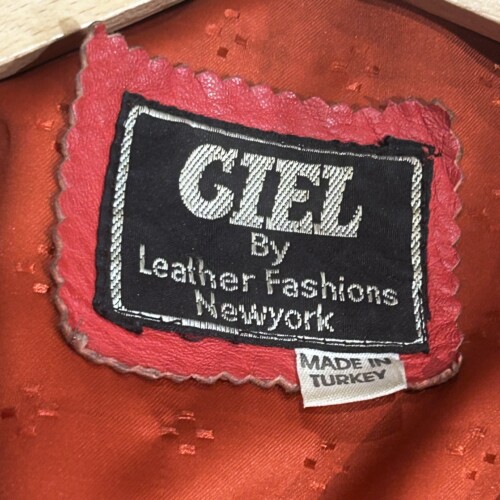 CIEL
By
Leather Fashions
Newyork
MADE IN
TURKEY